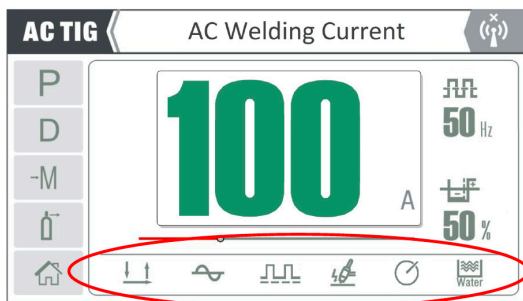 AC TIG
AC Welding Current
P
D
M
100 A
50 Hz
50 %
Water